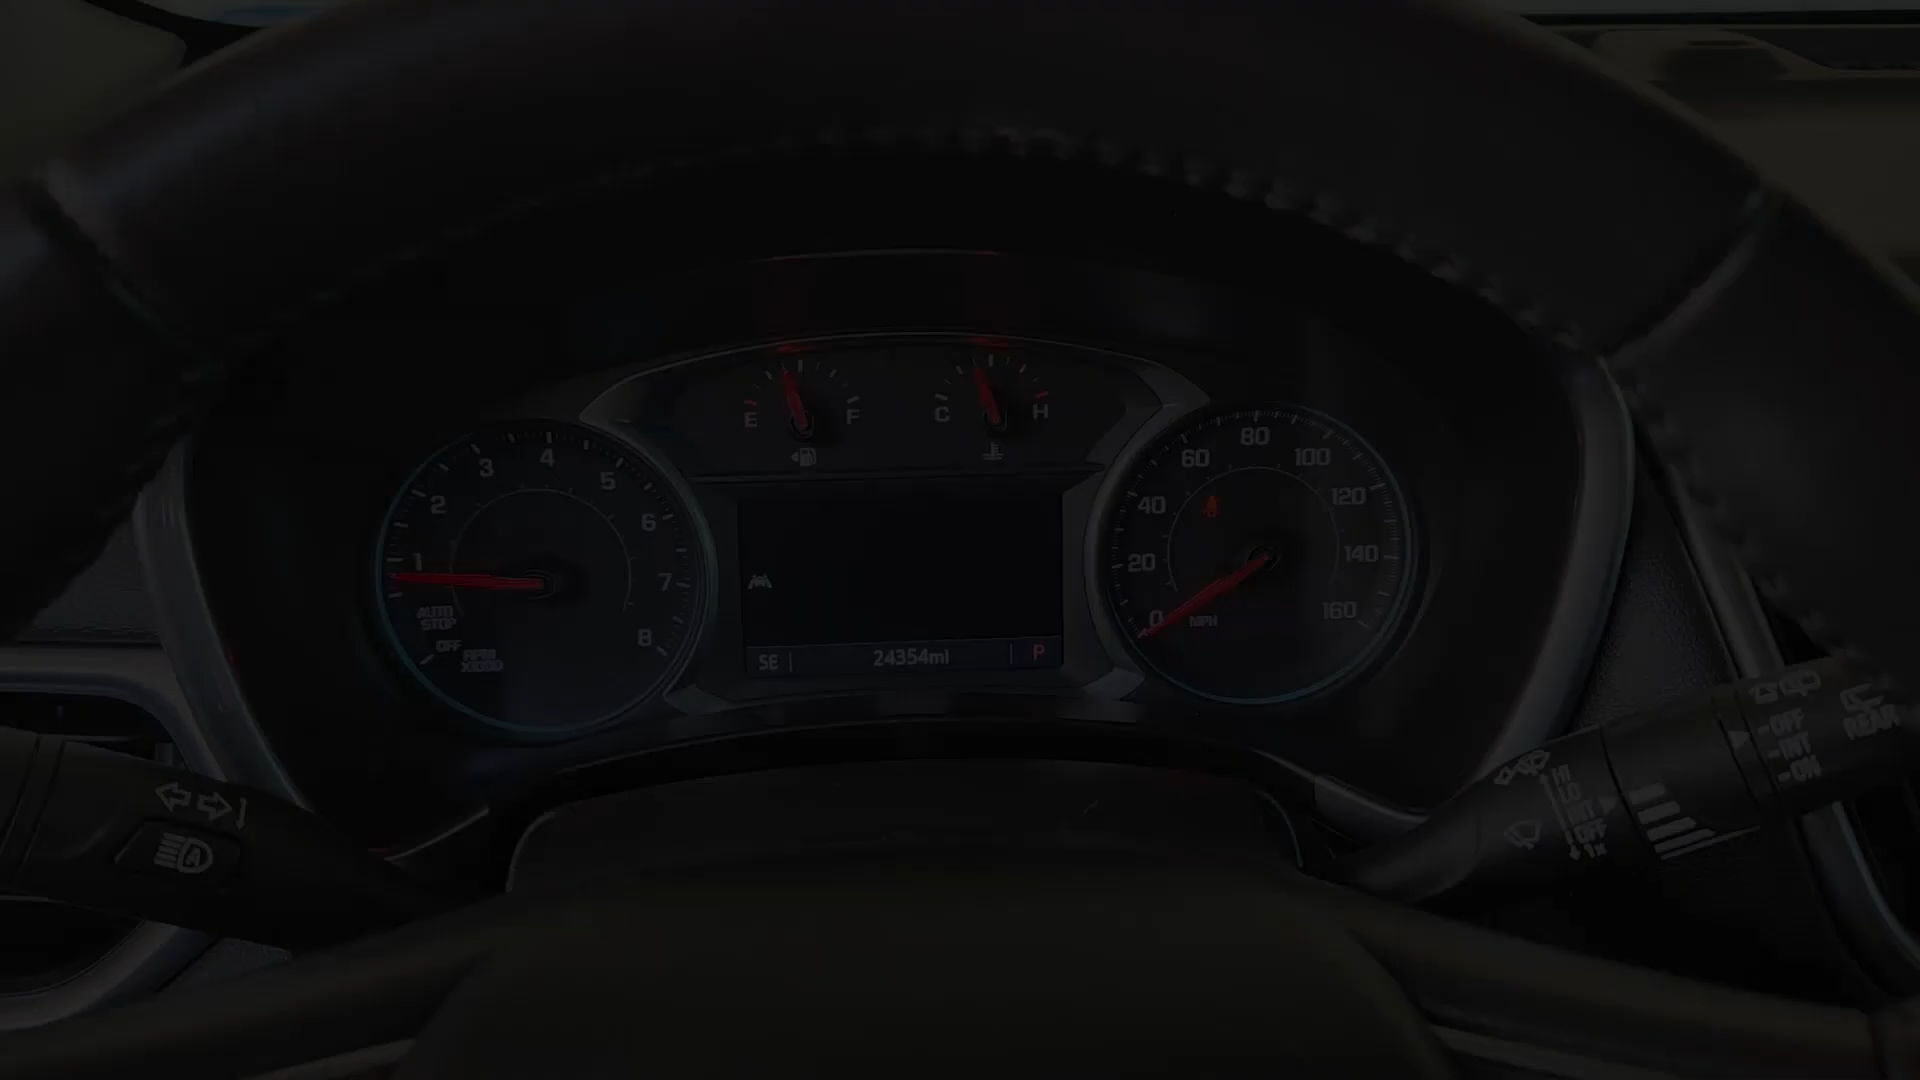 E F C H
1 2 3 4 5 6 7 8
AUTO
STOP
OFF
RPM
X1000
0 20 40 60 80 100 120 140 160
MPH
SE 24354mi P
A
HI
LO
INT
OFF
1x
OFF
INT
ON
REAR